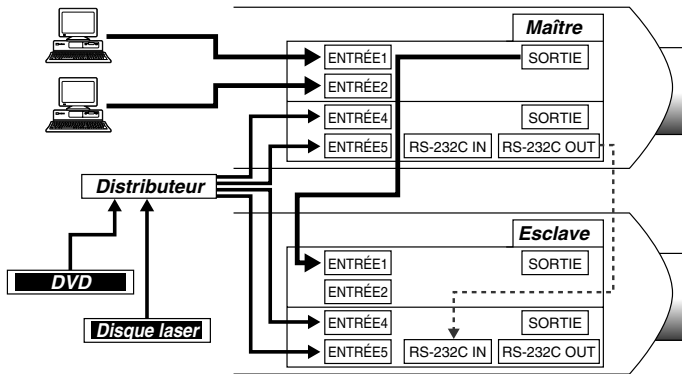 Maître
ENTRÉE1
SORTIE
ENTRÉE2
ENTRÉE4
SORTIE
ENTRÉE5
RS-232C IN
RS-232C OUT
Distributeur
Esclave
ENTRÉE1
SORTIE
DVD
ENTRÉE2
Disque laser
ENTRÉE4
SORTIE
ENTRÉE5
RS-232C IN
RS-232C OUT